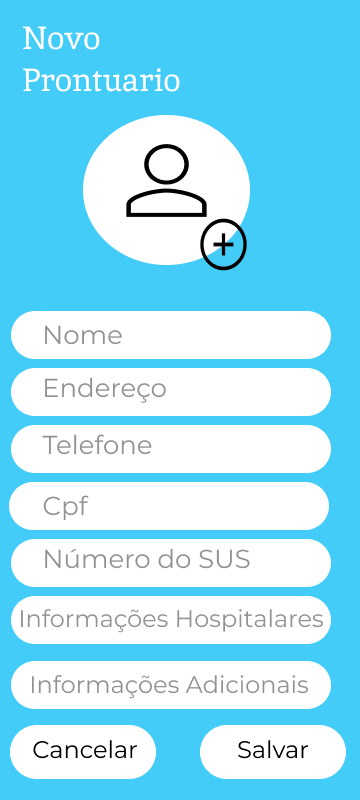 Novo
Prontuario
Nome
Endereço
Telefone
Cpf
Número do SUS
Informações Hospitalares
Informações Adicionais
Cancelar
Salvar